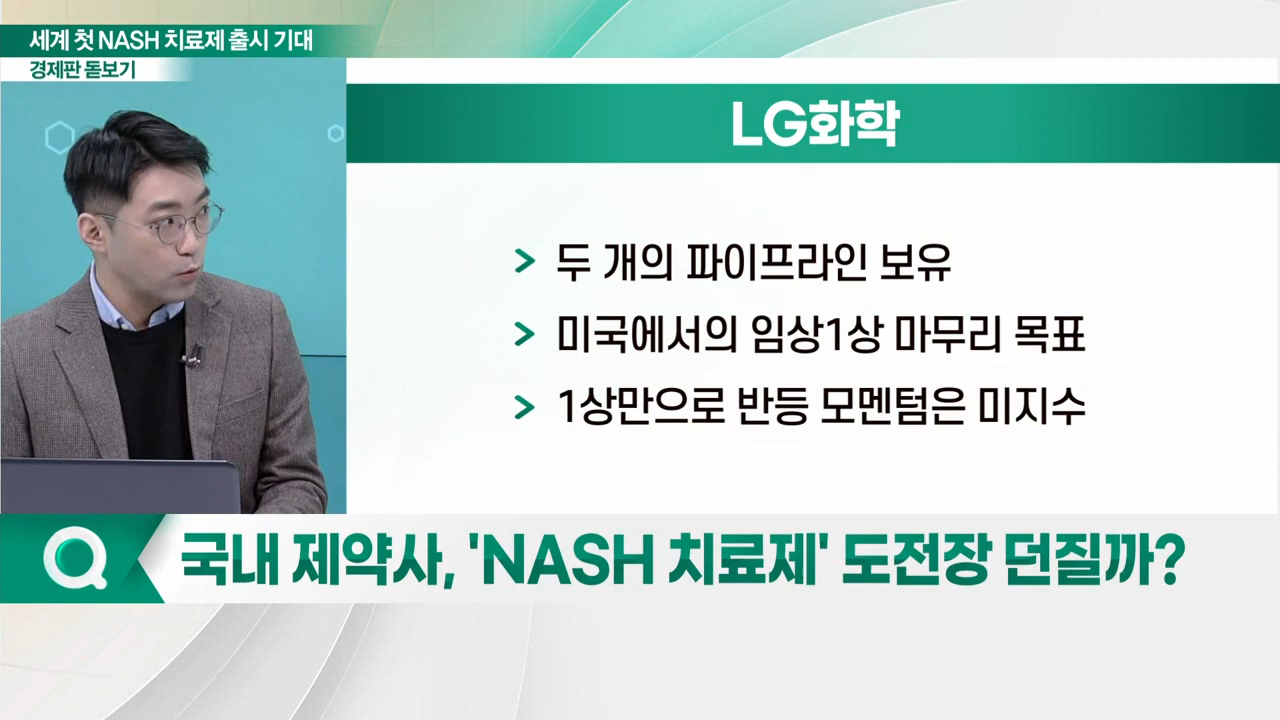 세계 첫 NASH 치료제 출시 기대
경제판 돋보기
LG화학
> 두 개의 파이프라인 보유
> 미국에서의 임상1상 마무리 목표
> 1상만으로 반등 모멘텀은 미지수
Q 국내 제약사, 'NASH 치료제' 도전장 던질까?